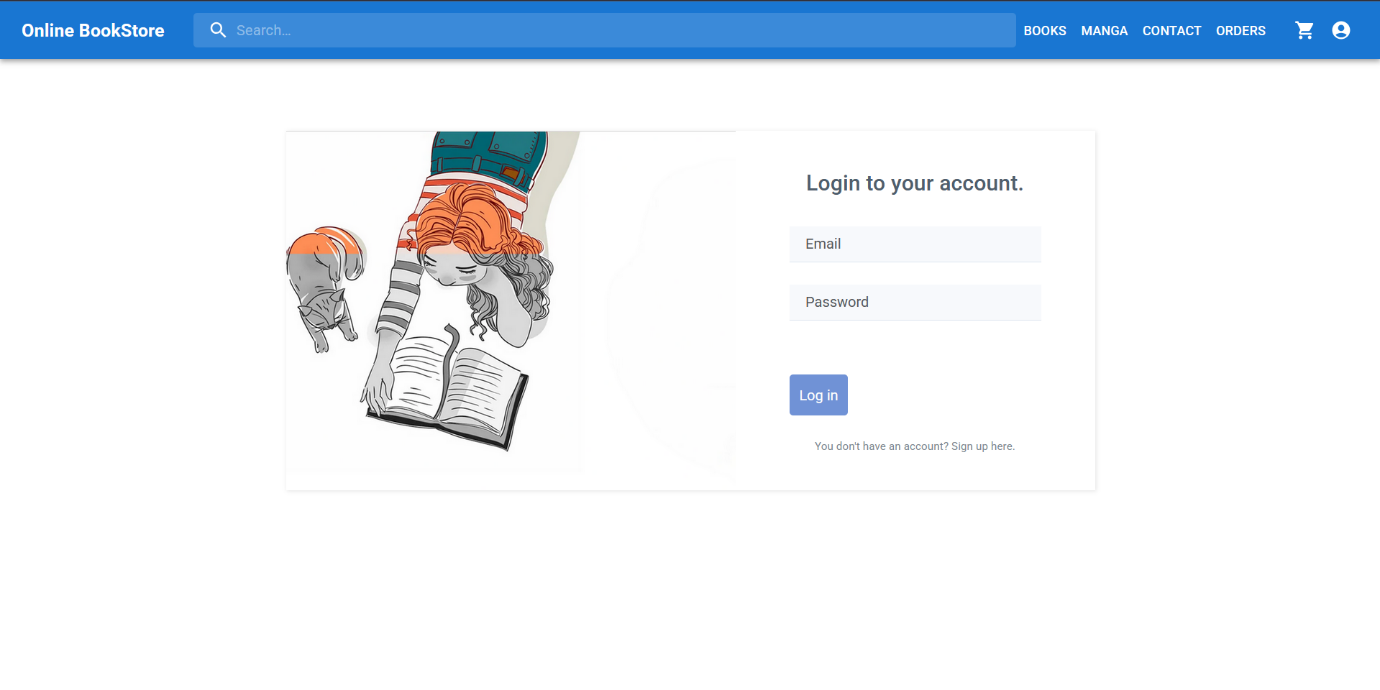 Online BookStore
Search…
BOOKS
MANGA
CONTACT
ORDERS
Login to your account.
Email
Password
Log in
You don't have an account? Sign up here.